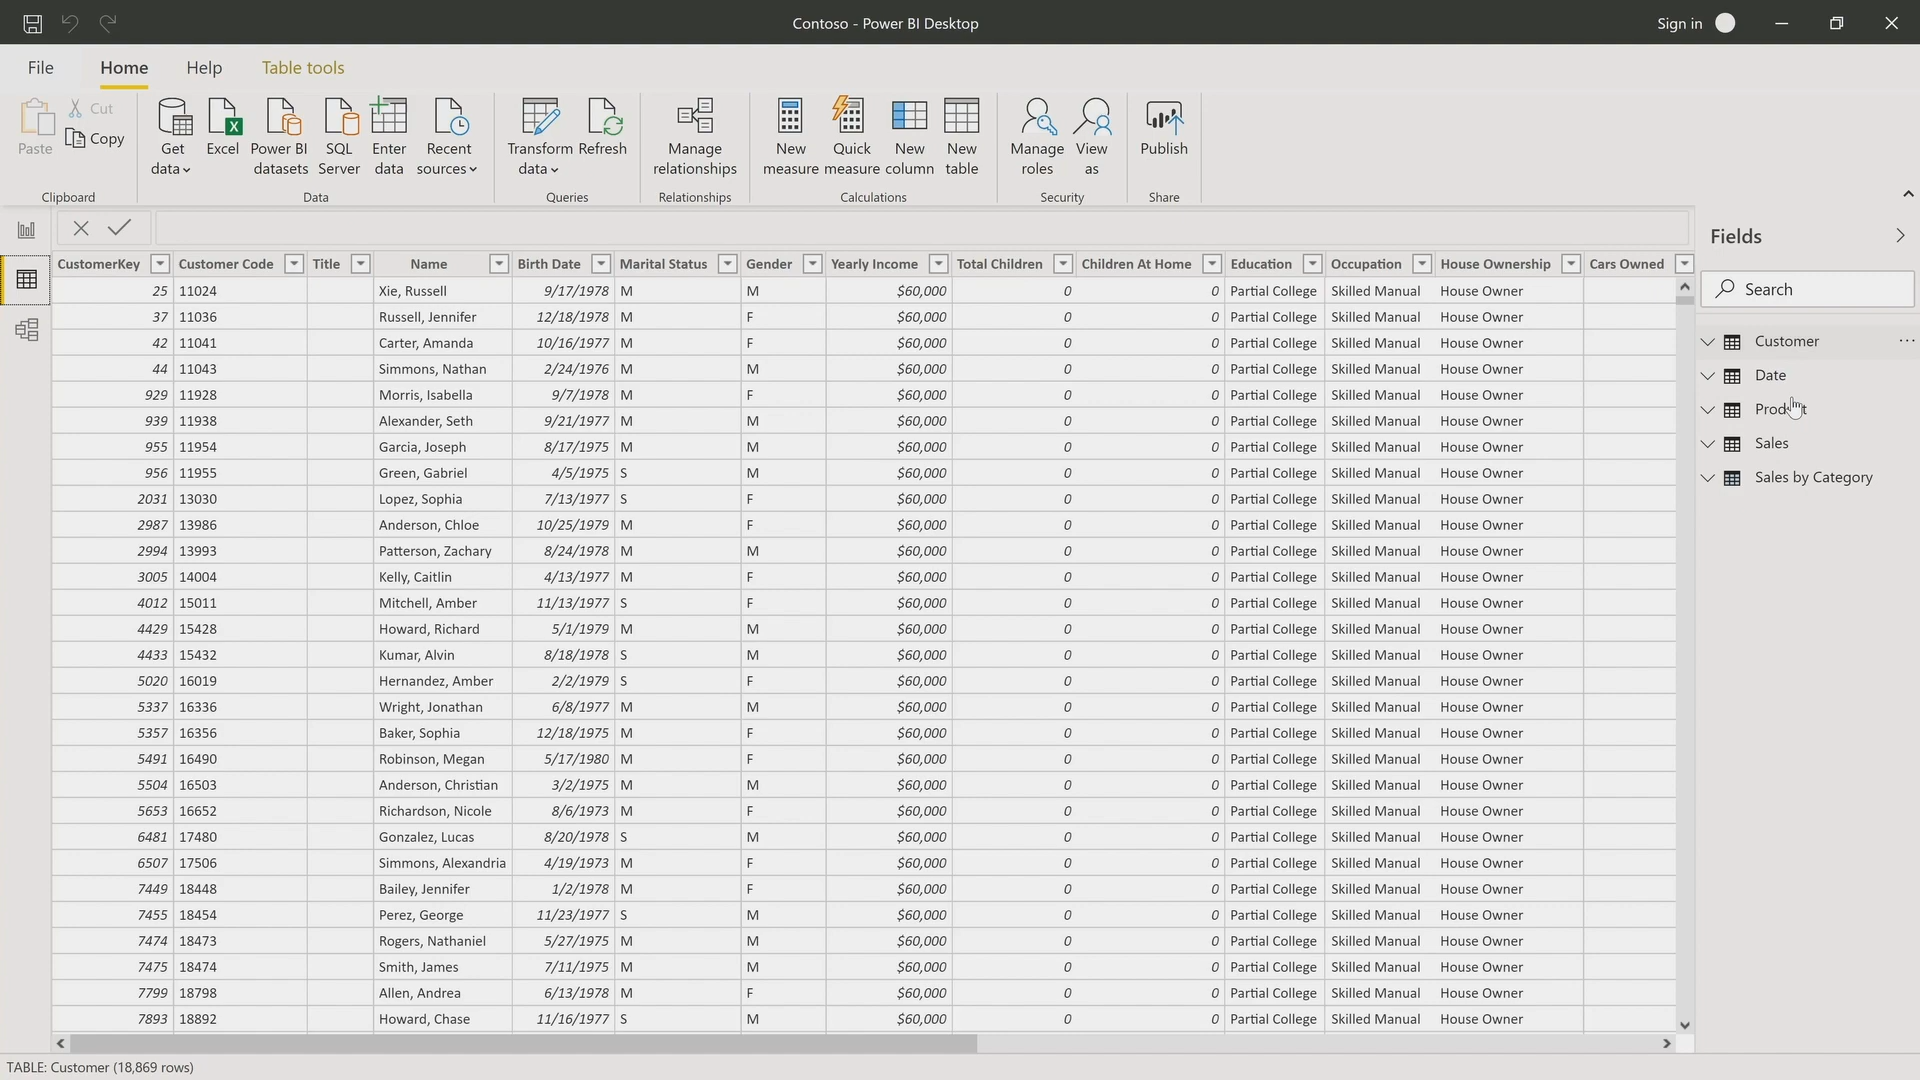 Contoso - Power BI Desktop
Sign in
File Home Help Table tools
Paste Cut Copy
Get data Excel Power BI datasets SQL Server Enter data Recent sources
Transform data Refresh
Manage relationships
New measure Quick measure New column New table
Manage roles View as
Publish
Clipboard Data Queries Relationships Calculations Security Share
CustomerKey Customer Code Title Name Birth Date Marital Status Gender Yearly Income Total Children Children At Home Education Occupation House Ownership Cars Owned
25 11024 Xie, Russell 9/17/1978 M M $60,000 0 0 Partial College Skilled Manual House Owner
37 11036 Russell, Jennifer 12/18/1978 M F $60,000 0 0 Partial College Skilled Manual House Owner
42 11041 Carter, Amanda 10/16/1977 M F $60,000 0 0 Partial College Skilled Manual House Owner
44 11043 Simmons, Nathan 2/24/1976 M M $60,000 0 0 Partial College Skilled Manual House Owner
929 11928 Morris, Isabella 9/7/1978 M F $60,000 0 0 Partial College Skilled Manual House Owner
939 11938 Alexander, Seth 9/21/1977 M M $60,000 0 0 Partial College Skilled Manual House Owner
955 11954 Garcia, Joseph 8/17/1975 M M $60,000 0 0 Partial College Skilled Manual House Owner
956 11955 Green, Gabriel 4/5/1975 S M $60,000 0 0 Partial College Skilled Manual House Owner
2031 13030 Lopez, Sophia 7/13/1977 S F $60,000 0 0 Partial College Skilled Manual House Owner
2987 13986 Anderson, Chloe 10/25/1979 M F $60,000 0 0 Partial College Skilled Manual House Owner
2994 13993 Patterson, Zachary 8/24/1978 M M $60,000 0 0 Partial College Skilled Manual House Owner
3005 14004 Kelly, Caitlin 4/13/1977 M F $60,000 0 0 Partial College Skilled Manual House Owner
4012 15011 Mitchell, Amber 11/13/1977 S F $60,000 0 0 Partial College Skilled Manual House Owner
4429 15428 Howard, Richard 5/1/1979 M M $60,000 0 0 Partial College Skilled Manual House Owner
4433 15432 Kumar, Alvin 8/18/1978 S M $60,000 0 0 Partial College Skilled Manual House Owner
5020 16019 Hernandez, Amber 2/2/1979 S F $60,000 0 0 Partial College Skilled Manual House Owner
5337 16336 Wright, Jonathan 6/8/1977 M M $60,000 0 0 Partial College Skilled Manual House Owner
5357 16356 Baker, Sophia 12/18/1975 M F $60,000 0 0 Partial College Skilled Manual House Owner
5491 16490 Robinson, Megan 5/17/1980 M F $60,000 0 0 Partial College Skilled Manual House Owner
5504 16503 Anderson, Christian 3/2/1975 M M $60,000 0 0 Partial College Skilled Manual House Owner
5653 16652 Richardson, Nicole 8/6/1973 M F $60,000 0 0 Partial College Skilled Manual House Owner
6481 17480 Gonzalez, Lucas 8/20/1978 S M $60,000 0 0 Partial College Skilled Manual House Owner
6507 17506 Simmons, Alexandria 4/19/1973 M F $60,000 0 0 Partial College Skilled Manual House Owner
7449 18448 Bailey, Jennifer 1/2/1978 M F $60,000 0 0 Partial College Skilled Manual House Owner
7455 18454 Perez, George 11/23/1977 S M $60,000 0 0 Partial College Skilled Manual House Owner
7474 18473 Rogers, Nathaniel 5/27/1975 M M $60,000 0 0 Partial College Skilled Manual House Owner
7475 18474 Smith, James 7/11/1975 M M $60,000 0 0 Partial College Skilled Manual House Owner
7799 18798 Allen, Andrea 6/13/1978 M F $60,000 0 0 Partial College Skilled Manual House Owner
7893 18892 Howard, Chase 11/16/1977 S M $60,000 0 0 Partial College Skilled Manual House Owner
Fields
Search
Customer
Date
Product
Sales
Sales by Category
TABLE: Customer (18,869 rows)